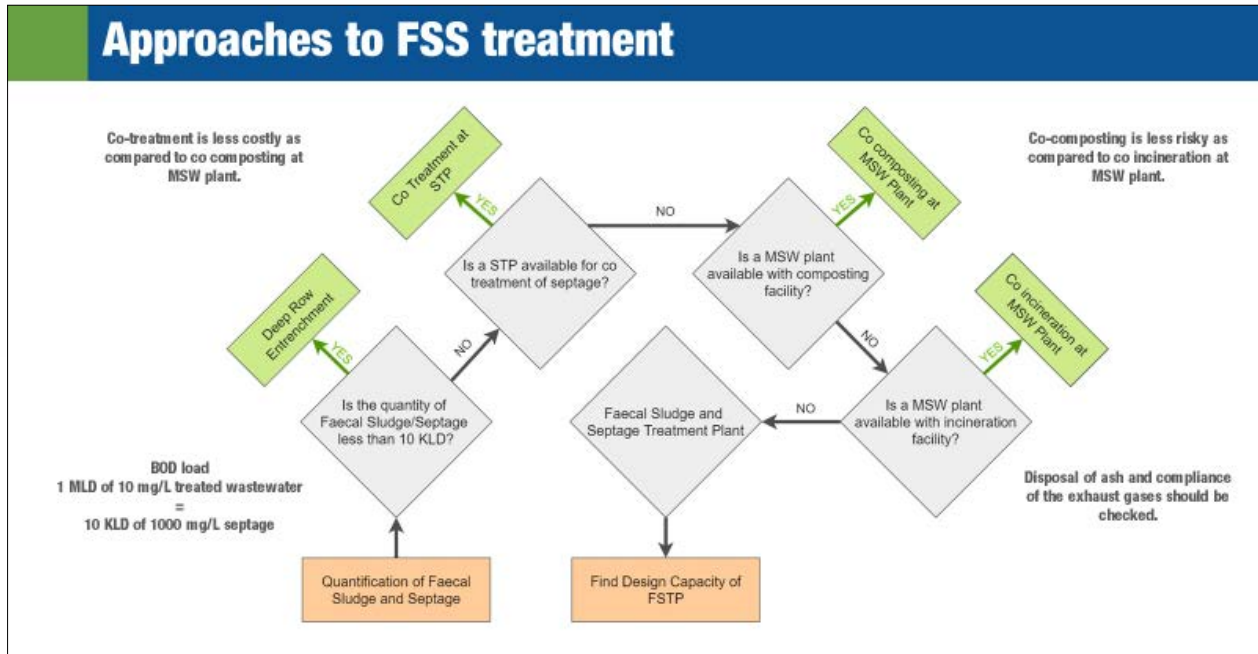 Approaches to FSS treatment
Co-treatment is less costly as
compared to co composting at
MSW plant.
Co Treatment at
STP
YES
Is a STP available for co
treatment of septage?
NO
Is a MSW plant
available with composting
facility?
YES
Co composting at
MSW Plant
Co-composting is less risky as
compared to co incineration at
MSW plant.
Deep Row
Entrenchment
YES
Is the quantity of
Faecal Sludge/Septage
less than 10 KLD?
NO
NO
Is a MSW plant
available with incineration
facility?
YES
Co incineration at
MSW Plant
NO
Faecal Sludge and
Septage Treatment Plant
BOD load
1 MLD of 10 mg/L treated wastewater
=
10 KLD of 1000 mg/L septage
Disposal of ash and compliance
of the exhaust gases should be
checked.
Quantification of Faecal
Sludge and Septage
Find Design Capacity of
FSTP